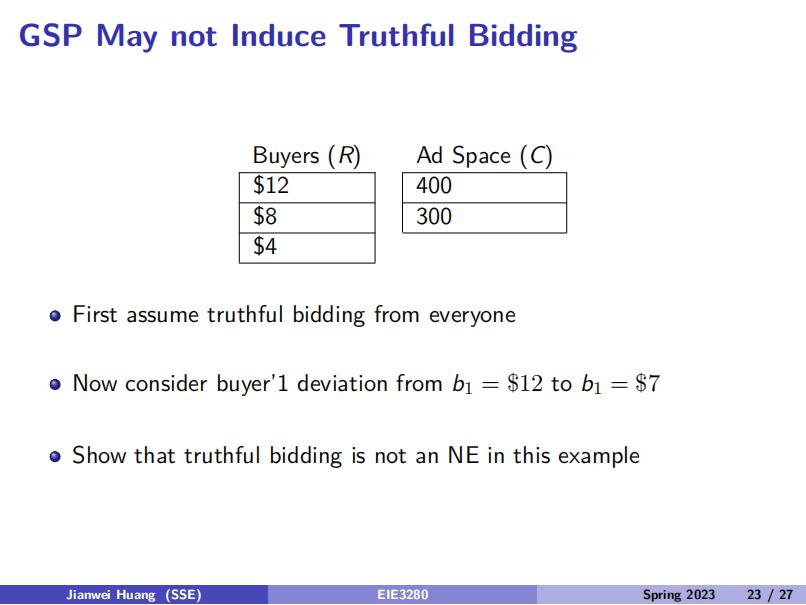 GSP May not Induce Truthful Bidding
Buyers (R) Ad Space (C)
$12 400
$8 300
$4
First assume truthful bidding from everyone
Now consider buyer'1 deviation from b₁ = $12 to b₁ = $7
Show that truthful bidding is not an NE in this example
Jianwei Huang (SSE) EIE3280 Spring 2023 23 / 27